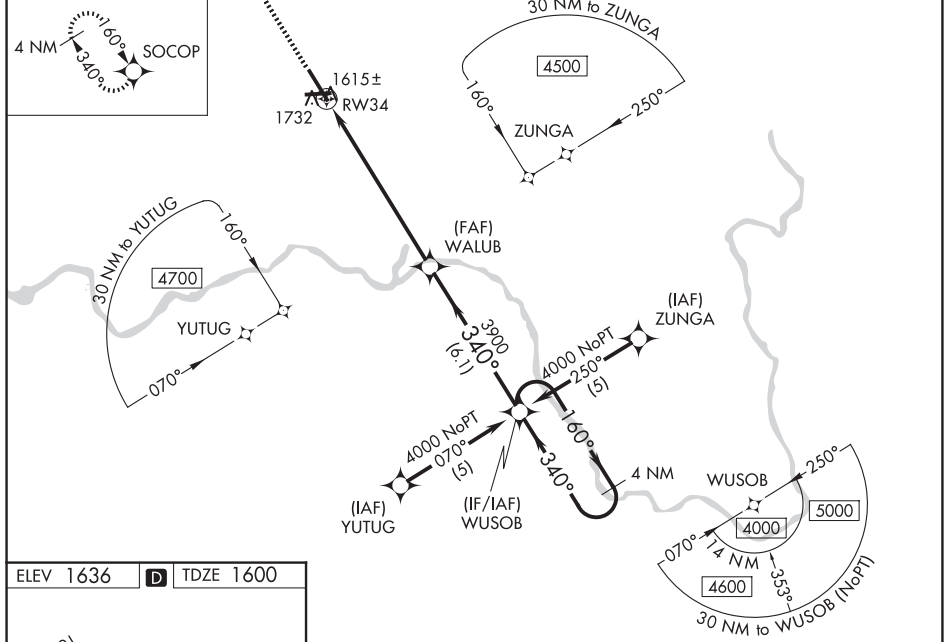 4 NM
160°
340°
SOCOP
1615±
1732
RW34
30 NM to ZUNGA
4500
160°
250°
ZUNGA
30 NM to YUTUG
160°
4700
YUTUG
070°
(FAF)
WALUB
3900
340°
(6.1)
(IAF)
ZUNGA
4000 NoPT
250°
(5)
4000 NoPT
070°
(5)
160°
340°
4 NM
(IAF)
YUTUG
(IF/IAF)
WUSOB
WUSOB
250°
5000
4000
070°
14 NM
353°
4600
30 NM to WUSOB (NoPT)
ELEV 1636 D TDZE 1600